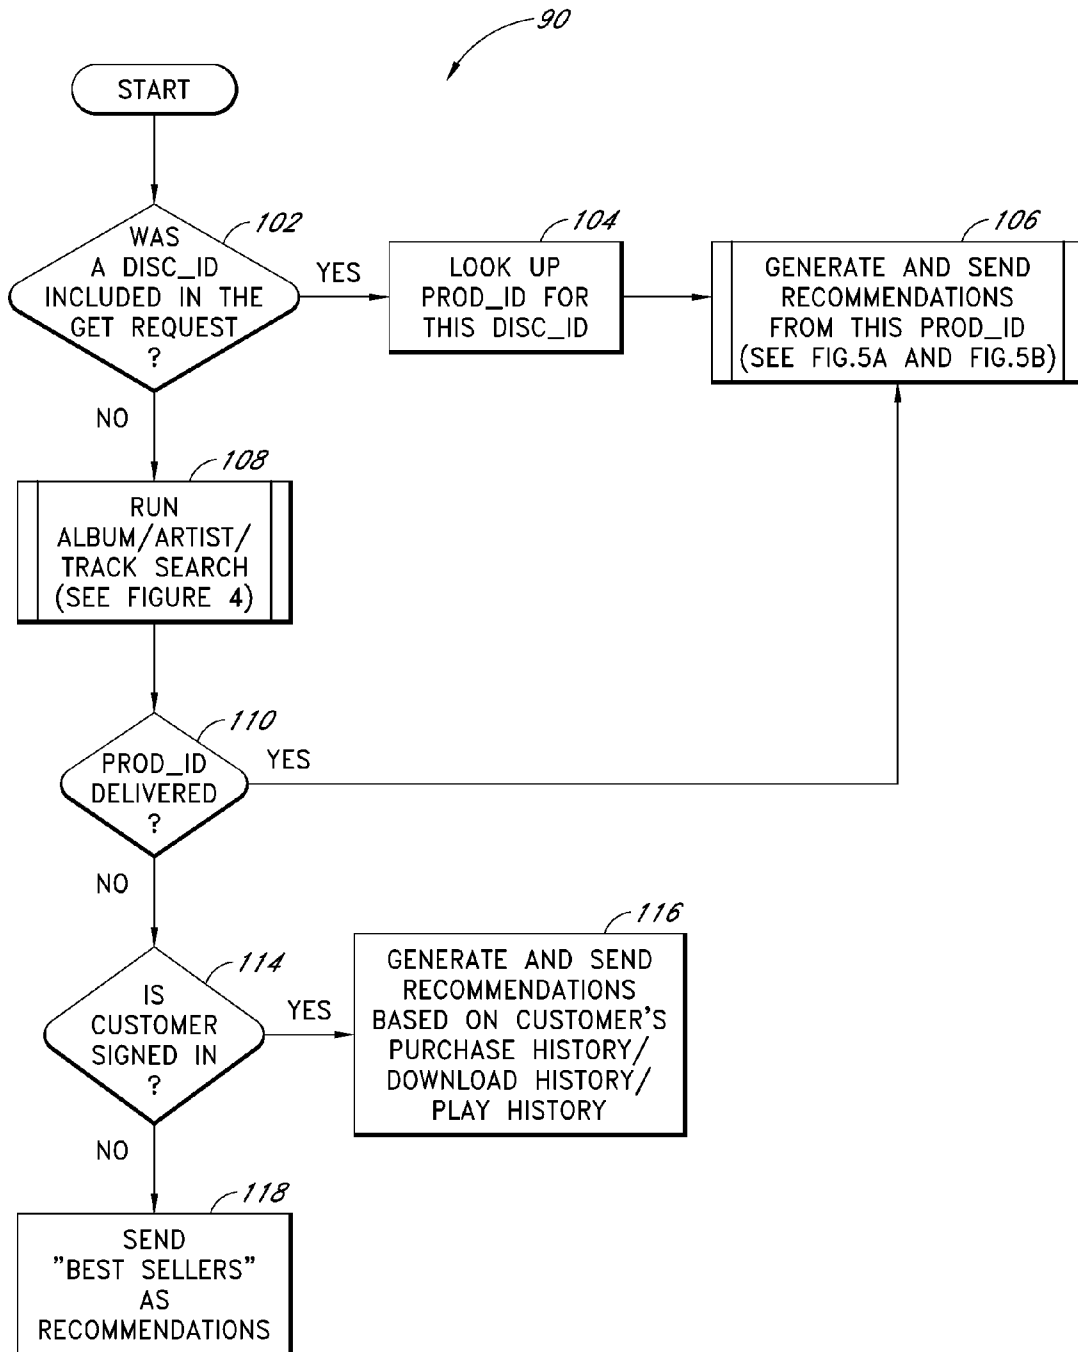 90
START
102
WAS
A DISC_ID
INCLUDED IN THE
GET REQUEST
?
YES
104
LOOK UP
PROD_ID FOR
THIS DISC_ID
106
GENERATE AND SEND
RECOMMENDATIONS
FROM THIS PROD_ID
(SEE FIG.5A AND FIG.5B)
NO
108
RUN
ALBUM/ARTIST/
TRACK SEARCH
(SEE FIGURE 4)
110
PROD_ID
DELIVERED
?
YES
NO
114
IS
CUSTOMER
SIGNED IN
?
YES
116
GENERATE AND SEND
RECOMMENDATIONS
BASED ON CUSTOMER'S
PURCHASE HISTORY/
DOWNLOAD HISTORY/
PLAY HISTORY
NO
118
SEND
"BEST SELLERS"
AS
RECOMMENDATIONS